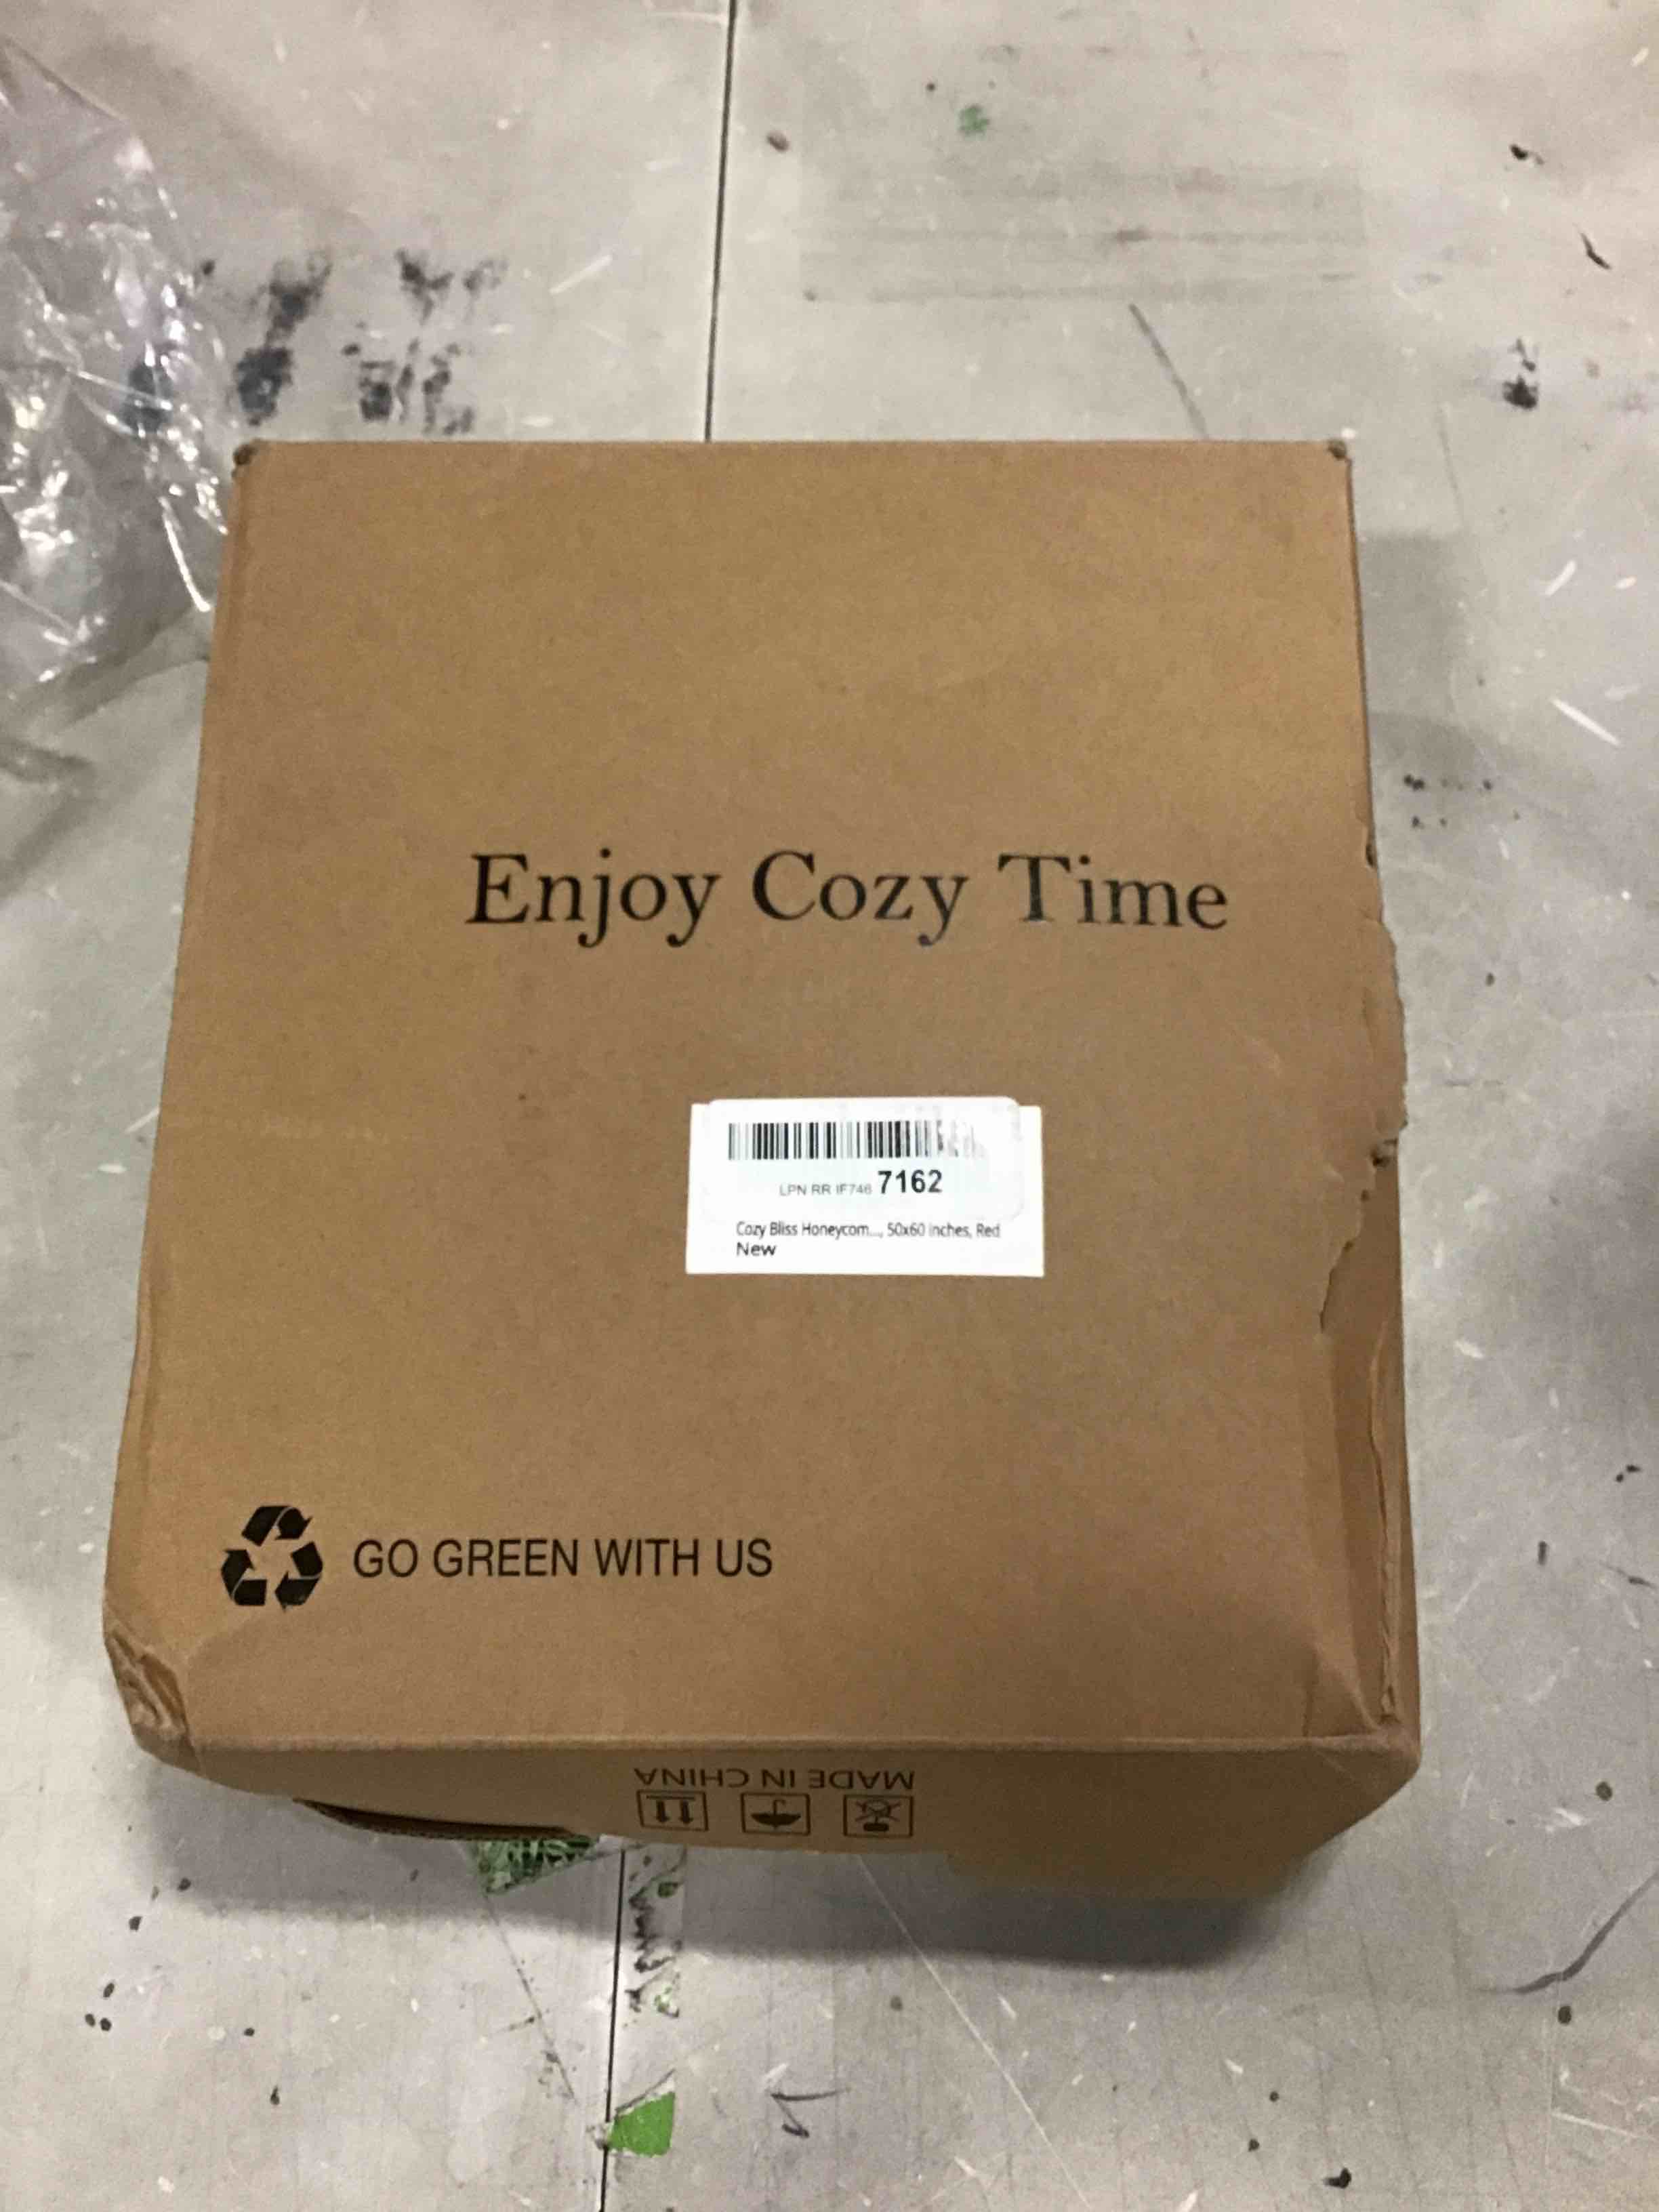 Enjoy Cozy Time
LPN RR IF746 7162
Cozy Bliss Honeycom..., 50x60 inches, Red
New
GO GREEN WITH US
MADE IN CHINA